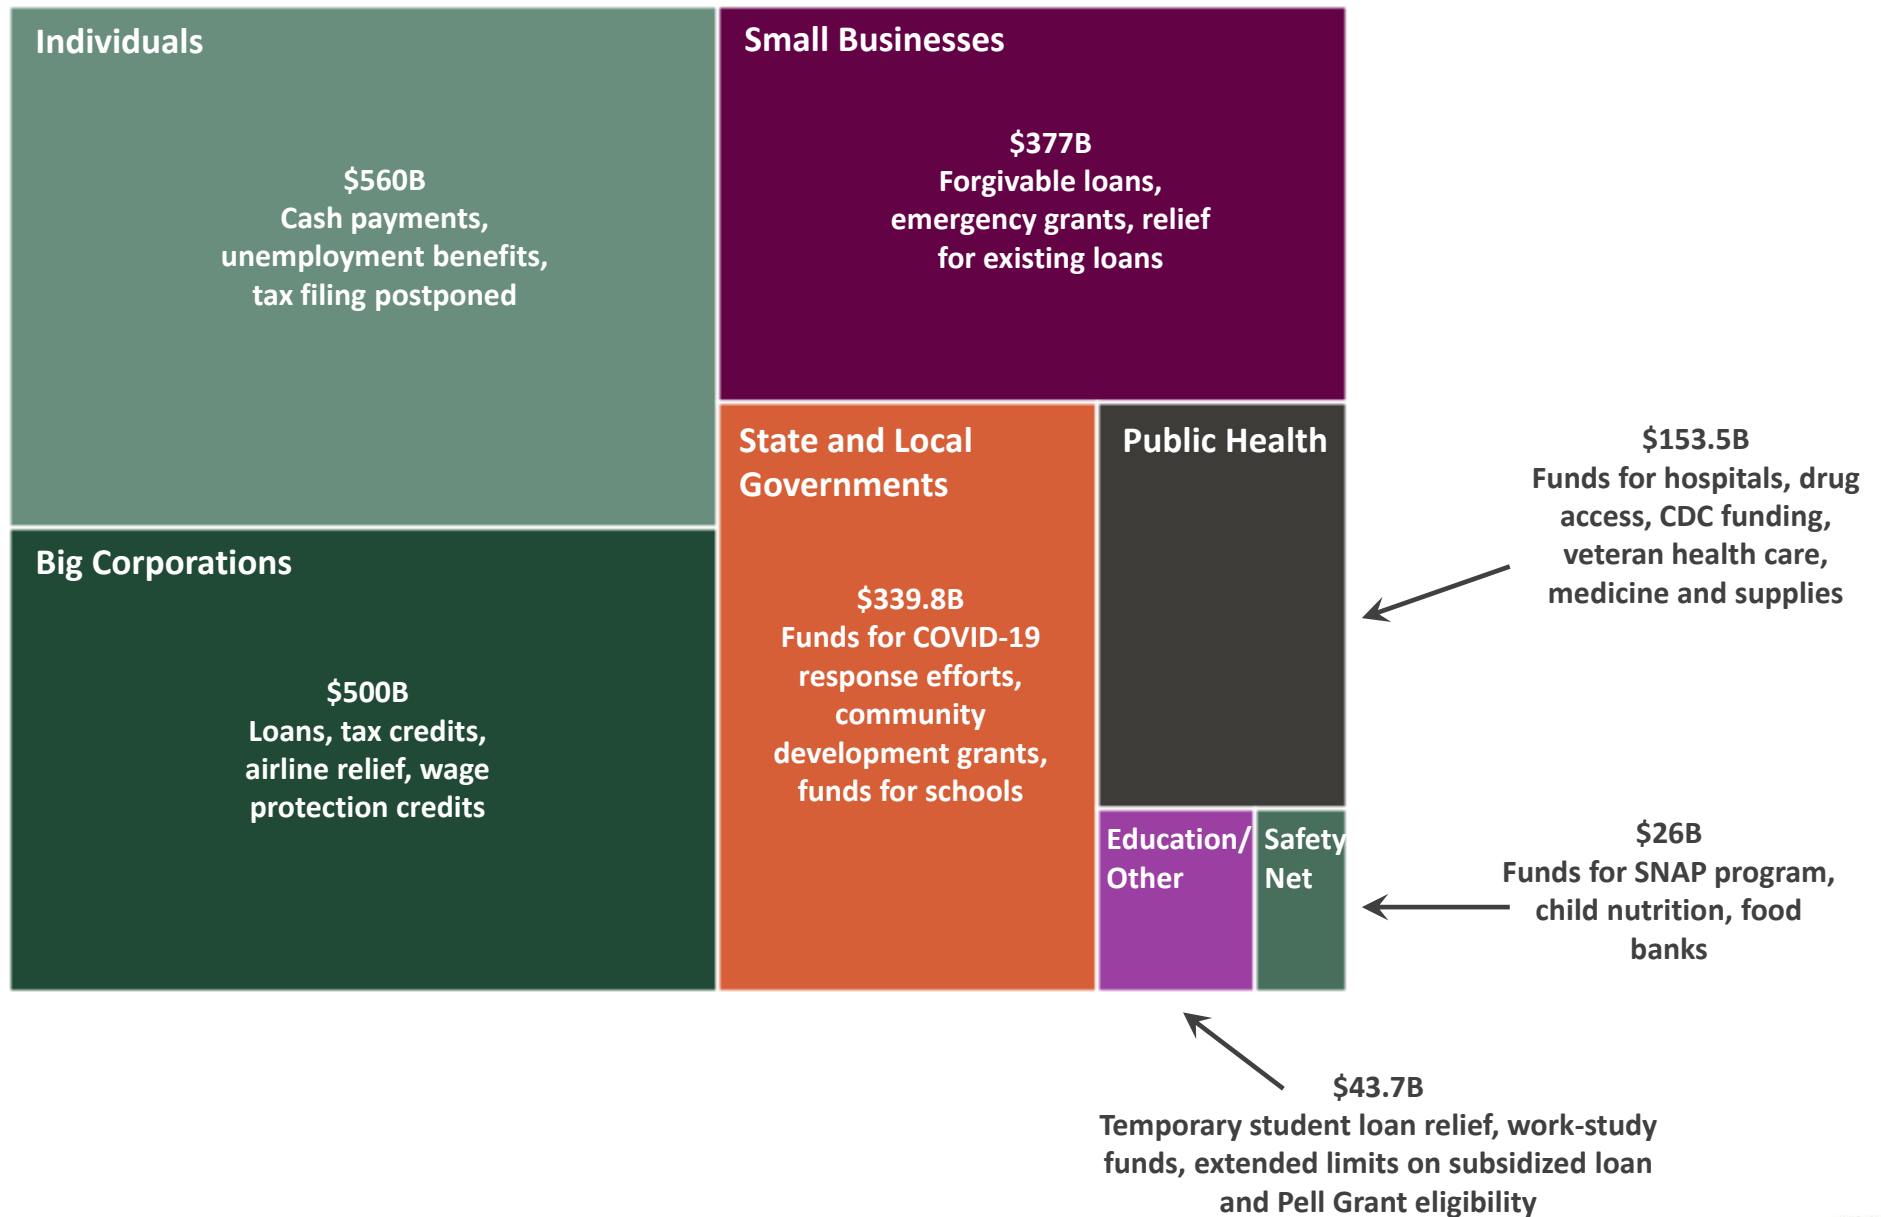 Individuals
$560B
Cash payments,
unemployment benefits,
tax filing postponed
Small Businesses
$377B
Forgivable loans,
emergency grants, relief
for existing loans
Big Corporations
$500B
Loans, tax credits,
airline relief, wage
protection credits
State and Local
Governments
$339.8B
Funds for COVID-19
response efforts,
community
development grants,
funds for schools
Public Health
$153.5B
Funds for hospitals, drug
access, CDC funding,
veteran health care,
medicine and supplies
Education/
Other
Safety
Net
$26B
Funds for SNAP program,
child nutrition, food
banks
$43.7B
Temporary student loan relief, work-study
funds, extended limits on subsidized loan
and Pell Grant eligibility